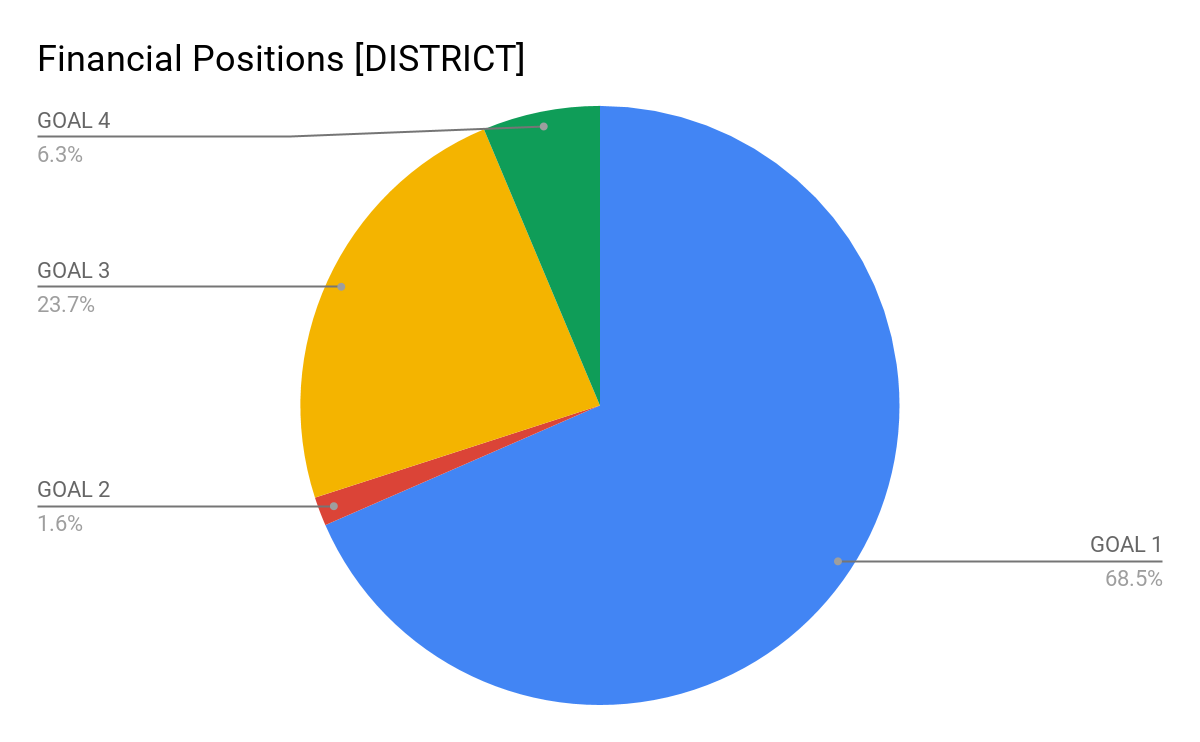 Financial Positions [DISTRICT]
GOAL 4
6.3%
GOAL 3
23.7%
GOAL 2
1.6%
GOAL 1
68.5%